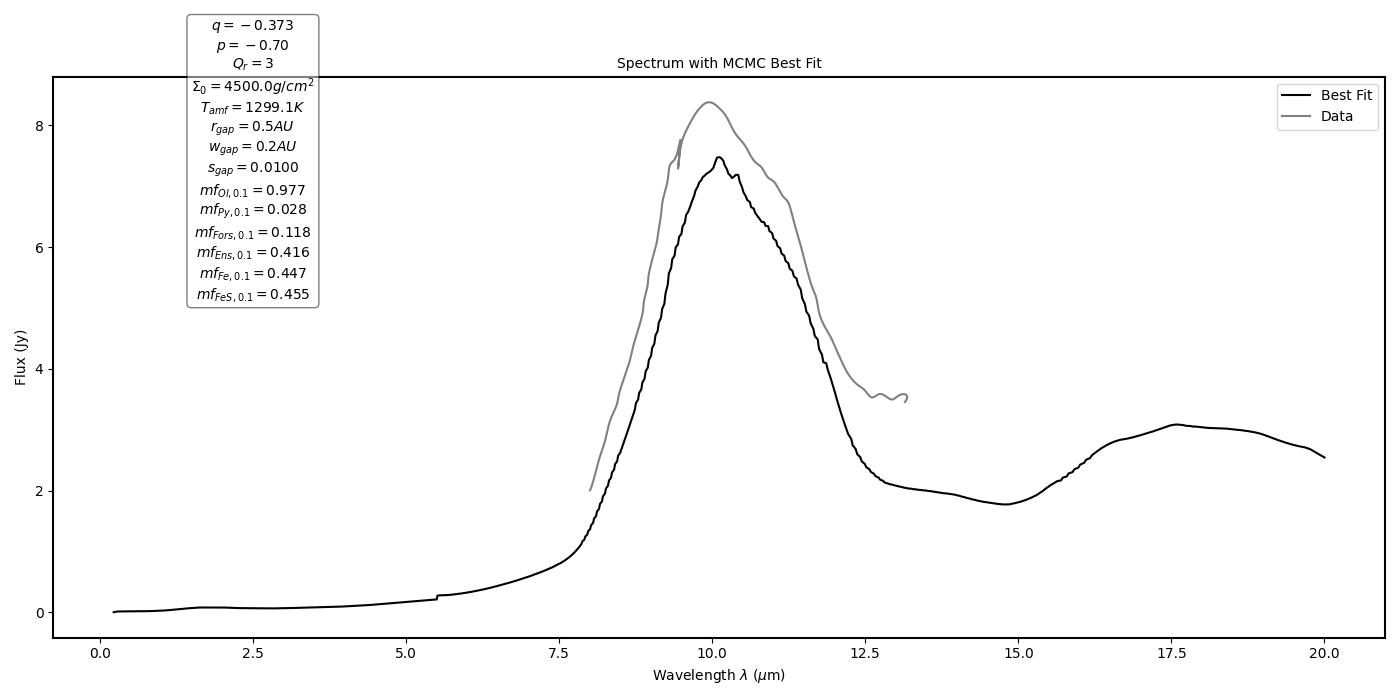 q = −0.373
p = −0.70
Q_r = 3
Σ_0 = 4500.0g/cm^2
T_amf = 1299.1K
r_gap = 0.5AU
w_gap = 0.2AU
s_gap = 0.0100
mf_Ol, 0.1 = 0.977
mf_Py, 0.1 = 0.028
mf_Fors, 0.1 = 0.118
mf_Ens, 0.1 = 0.416
mf_Fe, 0.1 = 0.447
mf_FeS, 0.1 = 0.455
Spectrum with MCMC Best Fit
Best Fit
Data
Flux (Jy)
8
6
4
2
0
0.0 2.5 5.0 7.5 10.0 12.5 15.0 17.5 20.0
Wavelength λ (μm)